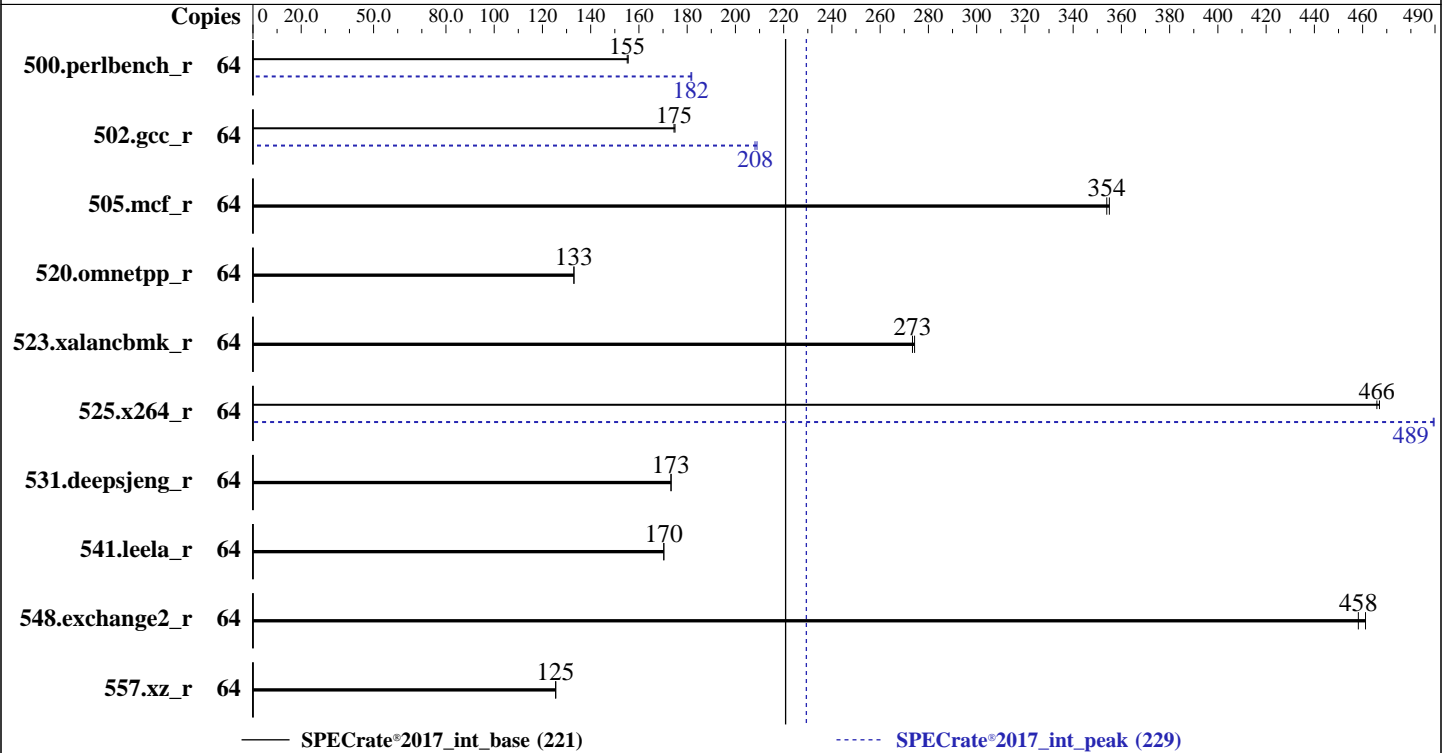 Copies 0 20.0 50.0 80.0 100 120 140 160 180 200 220 240 260 280 300 320 340 360 380 400 420 440 460 490
155
500.perlbench_r 64
182
175
502.gcc_r 64
208
354
505.mcf_r 64
133
520.omnetpp_r 64
273
523.xalancbmk_r 64
466
525.x264_r 64
489
173
531.deepsjeng_r 64
170
541.leela_r 64
458
548.exchange2_r 64
125
557.xz_r 64
SPECrate®2017_int_base (221) SPECrate®2017_int_peak (229)